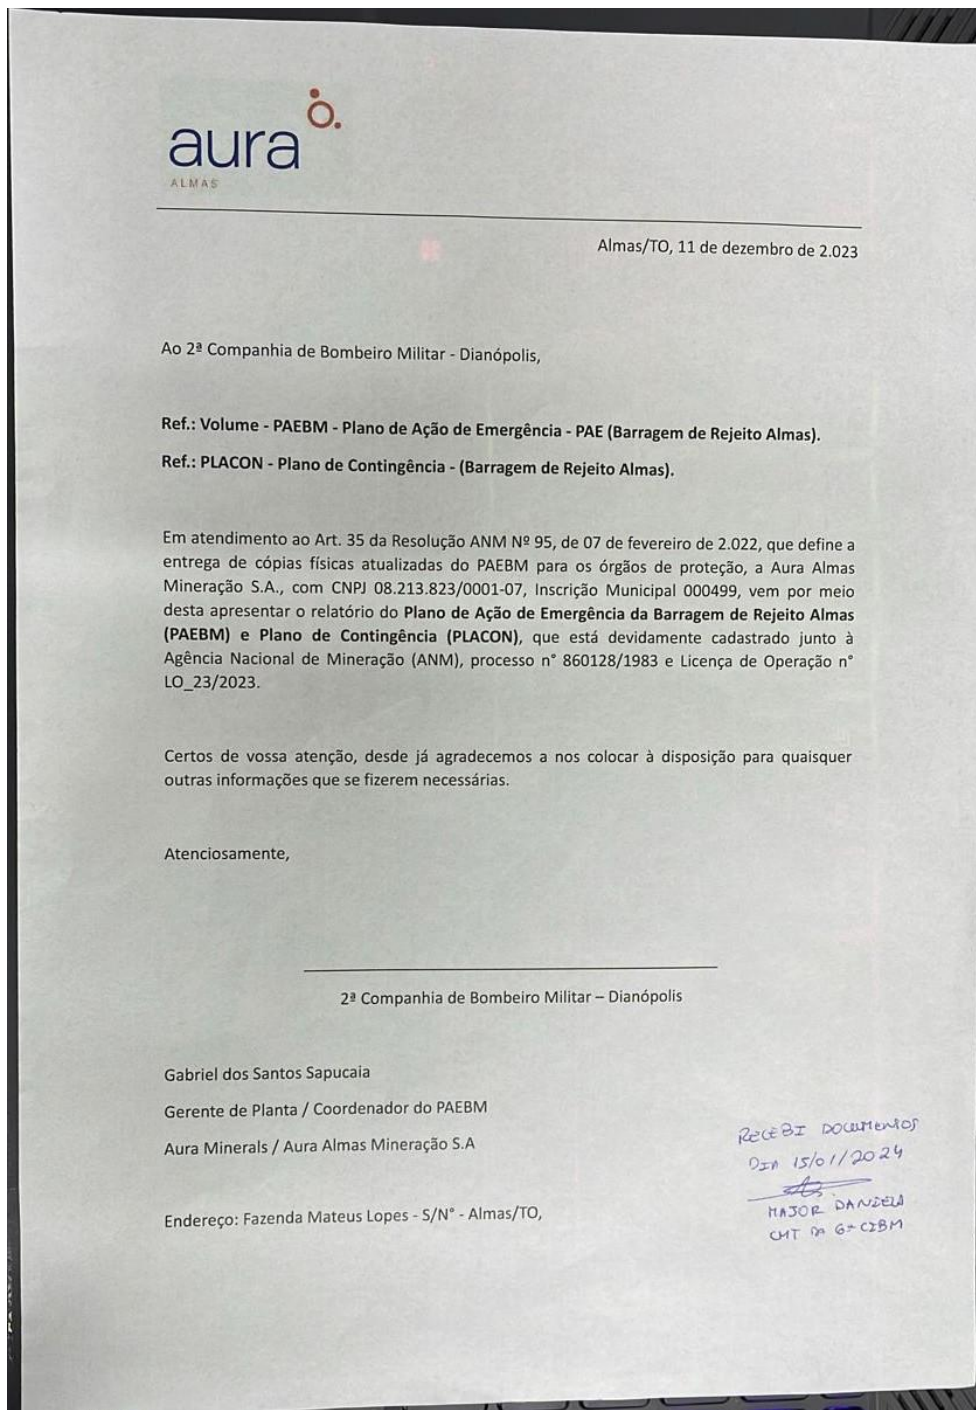 aura
ALMAS
Almas/TO, 11 de dezembro de 2.023
Ao 2ª Companhia de Bombeiro Militar - Dianópolis,
Ref.: Volume - PAEBM - Plano de Ação de Emergência - PAE (Barragem de Rejeito Almas).
Ref.: PLACON - Plano de Contingência - (Barragem de Rejeito Almas).
Em atendimento ao Art. 35 da Resolução ANM Nº 95, de 07 de fevereiro de 2.022, que define a
entrega de cópias físicas atualizadas do PAEBM para os órgãos de proteção, a Aura Almas
Mineração S.A., com CNPJ 08.213.823/0001-07, Inscrição Municipal 000499, vem por meio
desta apresentar o relatório do Plano de Ação de Emergência da Barragem de Rejeito Almas
(PAEBM) e Plano de Contingência (PLACON), que está devidamente cadastrado junto à
Agência Nacional de Mineração (ANM), processo n° 860128/1983 e Licença de Operação n°
LO_23/2023.
Certos de vossa atenção, desde já agradecemos a nos colocar à disposição para quaisquer
outras informações que se fizerem necessárias.
Atenciosamente,
2ª Companhia de Bombeiro Militar – Dianópolis
Gabriel dos Santos Sapucaia
Gerente de Planta / Coordenador do PAEBM
Aura Minerals / Aura Almas Mineração S.A
Endereço: Fazenda Mateus Lopes - S/N° - Almas/TO,
RECEBI DOCUMENTOS
DIA 15/01/2024
MAJOR DANIELA
CMT DA 6ª CIBM